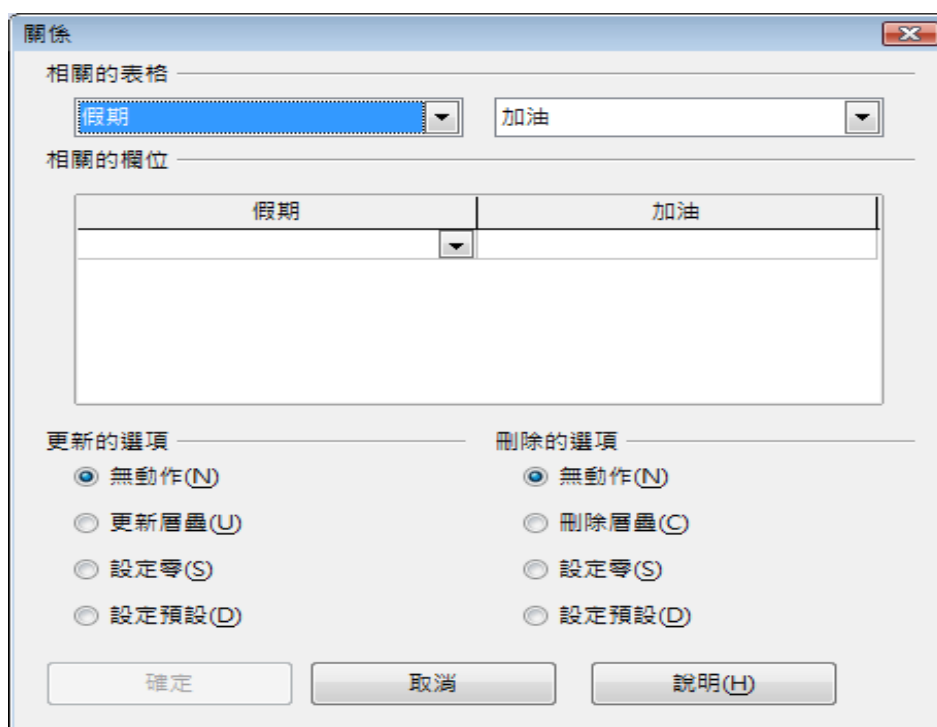 關係
相關的表格
假期 加油
相關的欄位
假期 加油
更新的選項 刪除的選項
無動作(N) 無動作(N)
更新層疊(U) 刪除層疊(C)
設定零(S) 設定零(S)
設定預設(D) 設定預設(D)
確定 取消 說明(H)